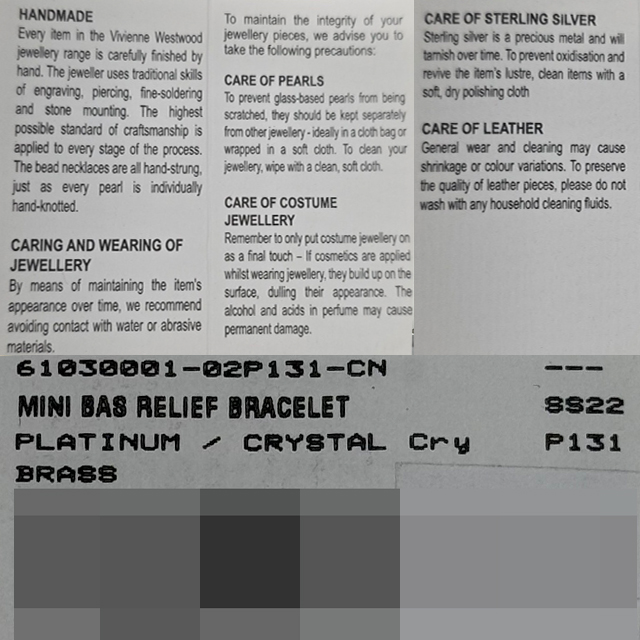 HANDMADE
Every item in the Vivienne Westwood
jewellery range is carefully finished by
hand. The jeweller uses traditional skills
of engraving, piercing, fine-soldering
and stone mounting. The highest
possible standard of craftsmanship is
applied to every stage of the process.
The bead necklaces are all hand-strung,
just as every pearl is individually
hand-knotted.
CARING AND WEARING OF
JEWELLERY
By means of maintaining the item's
appearance over time, we recommend
avoiding contact with water or abrasive
materials.
To maintain the integrity of your
jewellery pieces, we advise you to
take the following precautions:
CARE OF PEARLS
To prevent glass-based pearls from being
scratched, they should be kept separately
from other jewellery - ideally in a cloth bag or
wrapped in a soft cloth. To clean your
jewellery, wipe with a clean, soft cloth.
CARE OF COSTUME
JEWELLERY
Remember to only put costume jewellery on
as a final touch – If cosmetics are applied
whilst wearing jewellery, they build up on the
surface, dulling their appearance. The
alcohol and acids in perfume may cause
permanent damage.
CARE OF STERLING SILVER
Sterling silver is a precious metal and will
tarnish over time. To prevent oxidisation and
revive the item's lustre, clean items with a
soft, dry polishing cloth
CARE OF LEATHER
General wear and cleaning may cause
shrinkage or colour variations. To preserve
the quality of leather pieces, please do not
wash with any household cleaning fluids.
61030001-02P131-CN ---
MINI BAS RELIEF BRACELET SS22
PLATINUM / CRYSTAL Cry P131
BRASS